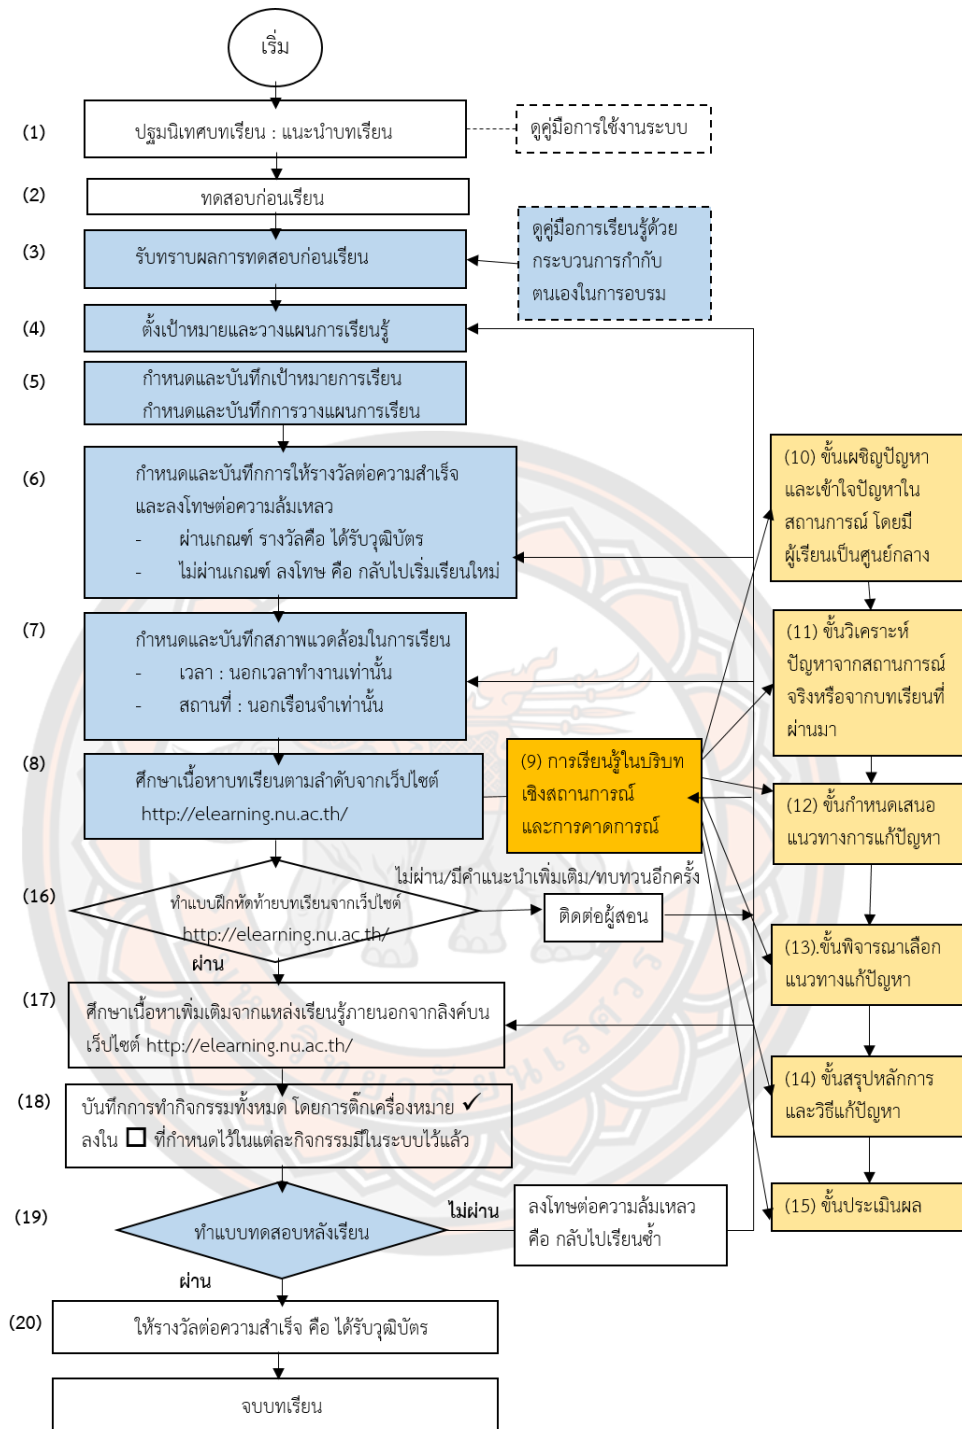 เริ่ม
(1)
ปฐมนิเทศบทเรียน : แนะนำบทเรียน
ดูคู่มือการใช้งานระบบ
(2)
ทดสอบก่อนเรียน
(3)
รับทราบผลการทดสอบก่อนเรียน
ดูคู่มือการเรียนรู้ด้วย
กระบวนการกำกับ
ตนเองในการอบรม
(4)
ตั้งเป้าหมายและวางแผนการเรียนรู้
(5)
กำหนดและบันทึกเป้าหมายการเรียน
กำหนดและบันทึกการวางแผนการเรียน
(6)
กำหนดและบันทึกการให้รางวัลต่อความสำเร็จ
และลงโทษต่อความล้มเหลว
- ผ่านเกณฑ์ รางวัลคือ ได้รับวุฒิบัตร
- ไม่ผ่านเกณฑ์ ลงโทษ คือ กลับไปเริ่มเรียนใหม่
(7)
กำหนดและบันทึกสภาพแวดล้อมในการเรียน
- เวลา : นอกเวลาทำงานเท่านั้น
- สถานที่ : นอกเรือนจำเท่านั้น
(8)
ศึกษาเนื้อหาบทเรียนตามลำดับจากเว็ปไซต์
http://elearning.nu.ac.th/
(9) การเรียนรู้ในบริบท
เชิงสถานการณ์
และการคาดการณ์
(10) ขั้นเผชิญปัญหา
และเข้าใจปัญหาใน
สถานการณ์ โดยมี
ผู้เรียนเป็นศูนย์กลาง
(11) ขั้นวิเคราะห์
ปัญหาจากสถานการณ์
จริงหรือจากบทเรียนที่
ผ่านมา
(12) ขั้นกำหนดเสนอ
แนวทางการแก้ปัญหา
(13).ขั้นพิจารณาเลือก
แนวทางแก้ปัญหา
(14) ขั้นสรุปหลักการ
และวิธีแก้ปัญหา
(15) ขั้นประเมินผล
(16)
ทำแบบฝึกหัดท้ายบทเรียนจากเว็ปไซต์
http://elearning.nu.ac.th/
ไม่ผ่าน/มีคำแนะนำเพิ่มเติม/ทบทวนอีกครั้ง
ติดต่อผู้สอน
ผ่าน
(17)
ศึกษาเนื้อหาเพิ่มเติมจากแหล่งเรียนรู้ภายนอกจากลิงค์บน
เว็ปไซต์ http://elearning.nu.ac.th/
(18)
บันทึกการทำกิจกรรมทั้งหมด โดยการติ๊กเครื่องหมาย ✓
ลงใน □ ที่กำหนดไว้ในแต่ละกิจกรรมมีในระบบไว้แล้ว
(19)
ทำแบบทดสอบหลังเรียน
ไม่ผ่าน
ลงโทษต่อความล้มเหลว
คือ กลับไปเรียนซ้ำ
ผ่าน
(20)
ให้รางวัลต่อความสำเร็จ คือ ได้รับวุฒิบัตร
จบบทเรียน